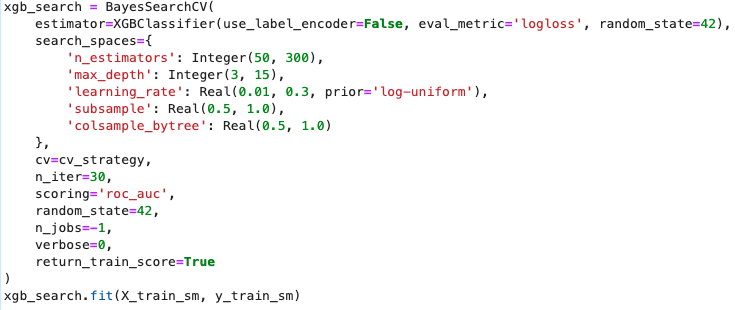 xgb_search = BayesSearchCV(
    estimator=XGBClassifier(use_label_encoder=False, eval_metric='logloss', random_state=42),
    search_spaces={
        'n_estimators': Integer(50, 300),
        'max_depth': Integer(3, 15),
        'learning_rate': Real(0.01, 0.3, prior='log-uniform'),
        'subsample': Real(0.5, 1.0),
        'colsample_bytree': Real(0.5, 1.0)
    },
    cv=cv_strategy,
    n_iter=30,
    scoring='roc_auc',
    random_state=42,
    n_jobs=-1,
    verbose=0,
    return_train_score=True
)
xgb_search.fit(X_train_sm, y_train_sm)